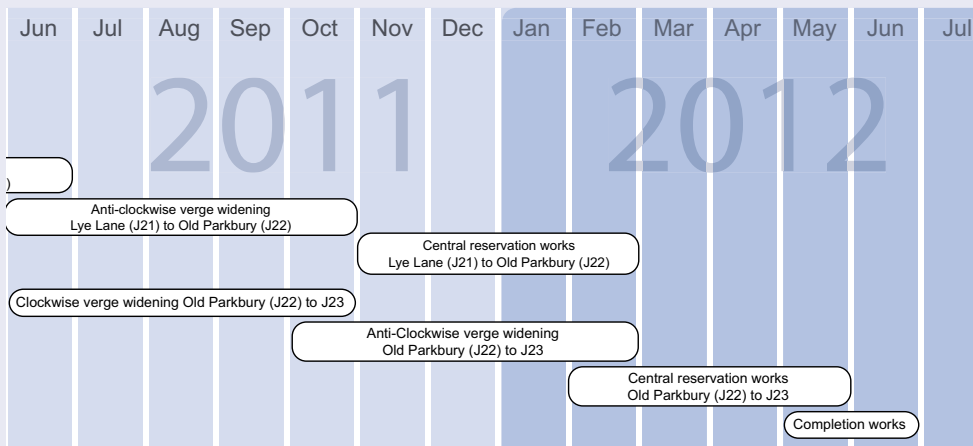 Jun Jul Aug Sep Oct Nov Dec Jan Feb Mar Apr May Jun Jul
2011 2012
)
Anti-clockwise verge widening
Lye Lane (J21) to Old Parkbury (J22)
Central reservation works
Lye Lane (J21) to Old Parkbury (J22)
Clockwise verge widening Old Parkbury (J22) to J23
Anti-Clockwise verge widening
Old Parkbury (J22) to J23
Central reservation works
Old Parkbury (J22) to J23
Completion works